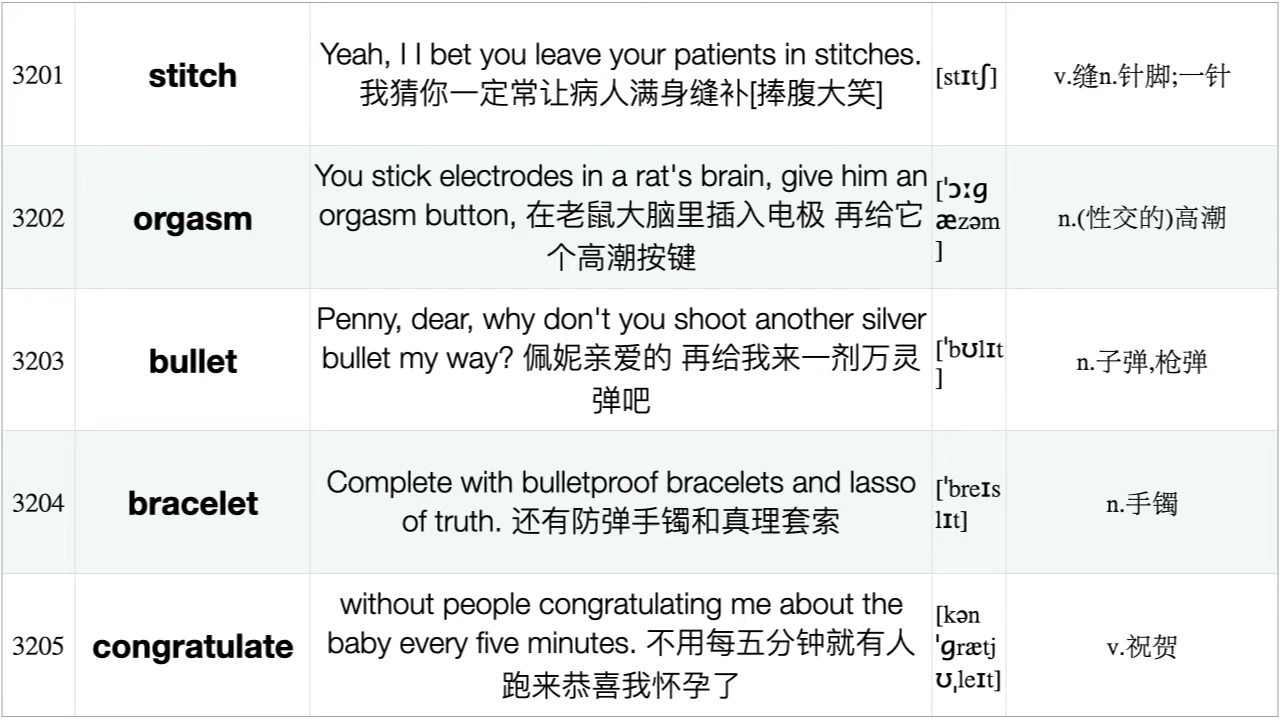 3201
stitch
Yeah, I I bet you leave your patients in stitches.
我猜你一定常让病人满身缝补[捧腹大笑]
[stɪtʃ]
v.缝n.针脚;一针
3202
orgasm
You stick electrodes in a rat's brain, give him an
orgasm button, 在老鼠大脑里插入电极 再给它
个高潮按键
[ˈɔːɡ
æzəm
]
n.(性交的)高潮
3203
bullet
Penny, dear, why don't you shoot another silver
bullet my way? 佩妮亲爱的 再给我来一剂万灵
弹吧
[ˈbʊlɪt
]
n.子弹,枪弹
3204
bracelet
Complete with bulletproof bracelets and lasso
of truth. 还有防弹手镯和真理套索
[ˈbreɪs
lɪt]
n.手镯
3205
congratulate
without people congratulating me about the
baby every five minutes. 不用每五分钟就有人
跑来恭喜我怀孕了
[kən
ˈɡrætj
ʊˌleɪt]
v.祝贺